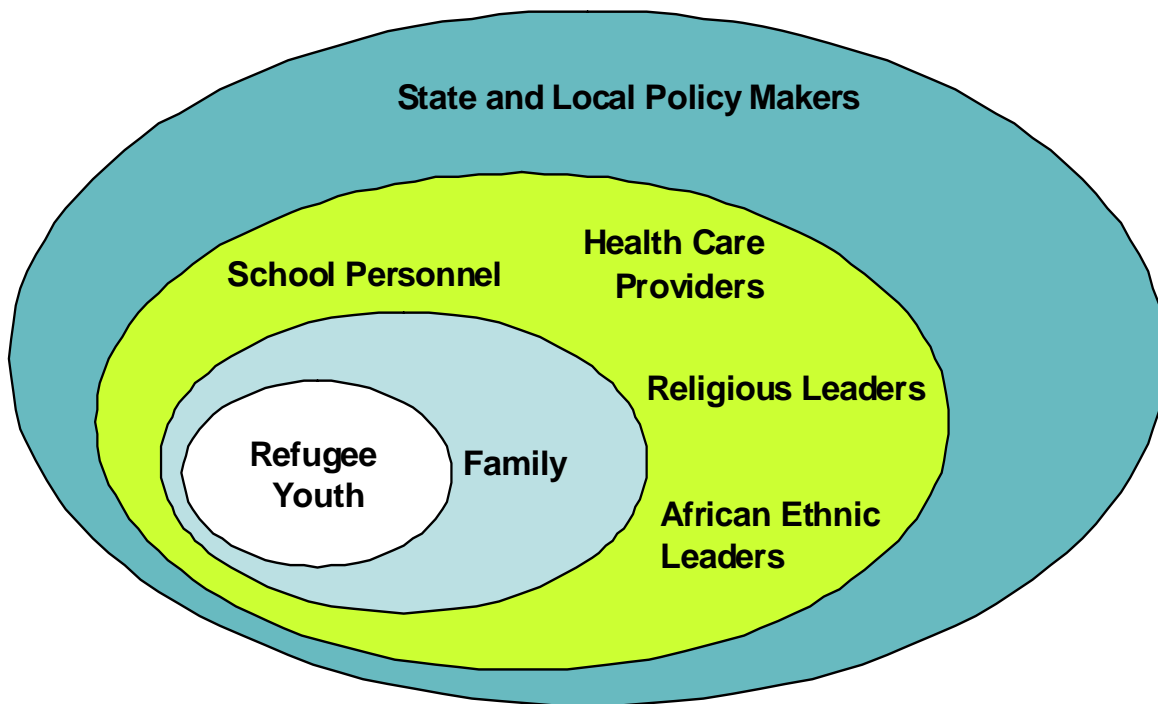 State and Local Policy Makers
Health Care
Providers
School Personnel
Religious Leaders
Refugee
Youth
Family
African Ethnic
Leaders